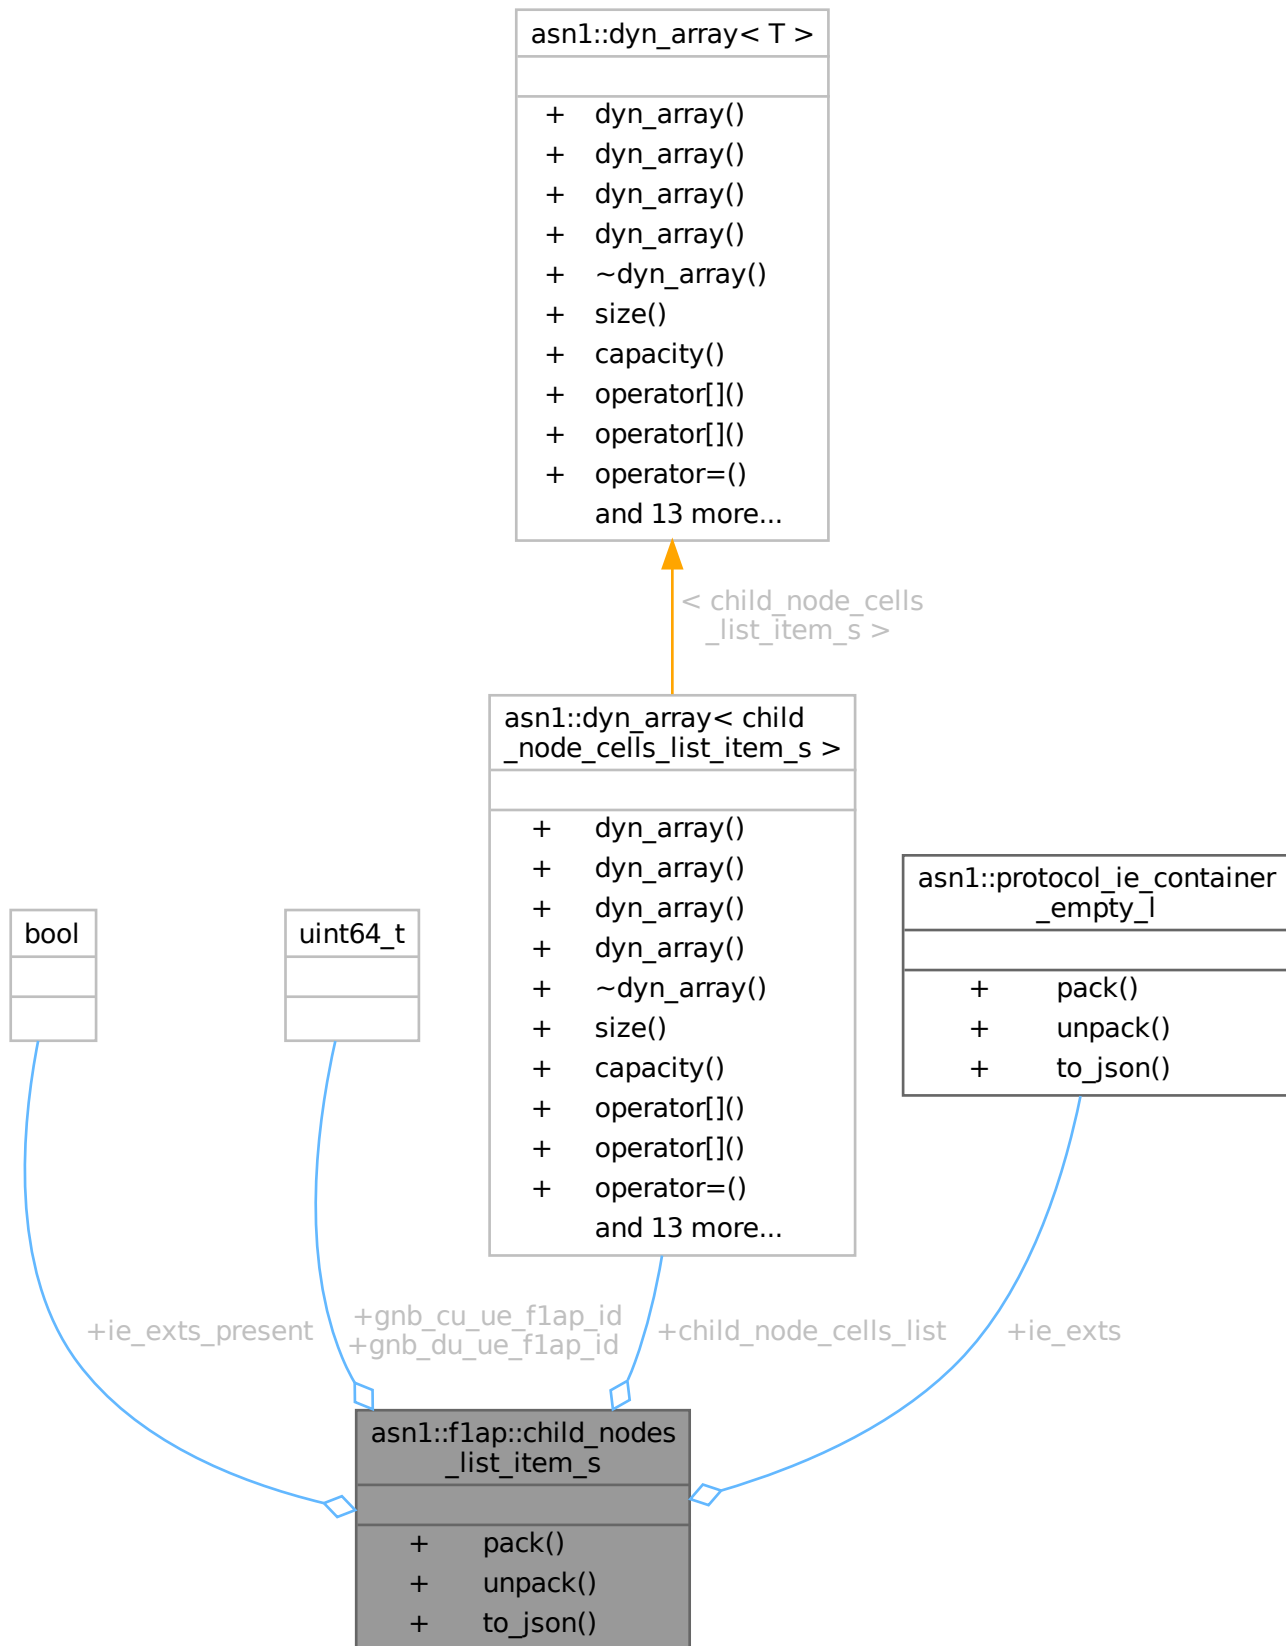 asn1::dyn_array< T >
+ dyn_array()
+ dyn_array()
+ dyn_array()
+ dyn_array()
+ ~dyn_array()
+ size()
+ capacity()
+ operator[]()
+ operator[]()
+ operator=()
and 13 more...
< child_node_cells
_list_item_s >
asn1::dyn_array< child
_node_cells_list_item_s >
+ dyn_array()
+ dyn_array()
+ dyn_array()
+ dyn_array()
+ ~dyn_array()
+ size()
+ capacity()
+ operator[]()
+ operator[]()
+ operator=()
and 13 more...
asn1::protocol_ie_container
_empty_l
+ pack()
+ unpack()
+ to_json()
bool
uint64_t
+ie_exts_present
+gnb_cu_ue_f1ap_id
+gnb_du_ue_f1ap_id
+child_node_cells_list
+ie_exts
asn1::f1ap::child_nodes
_list_item_s
+ pack()
+ unpack()
+ to_json()